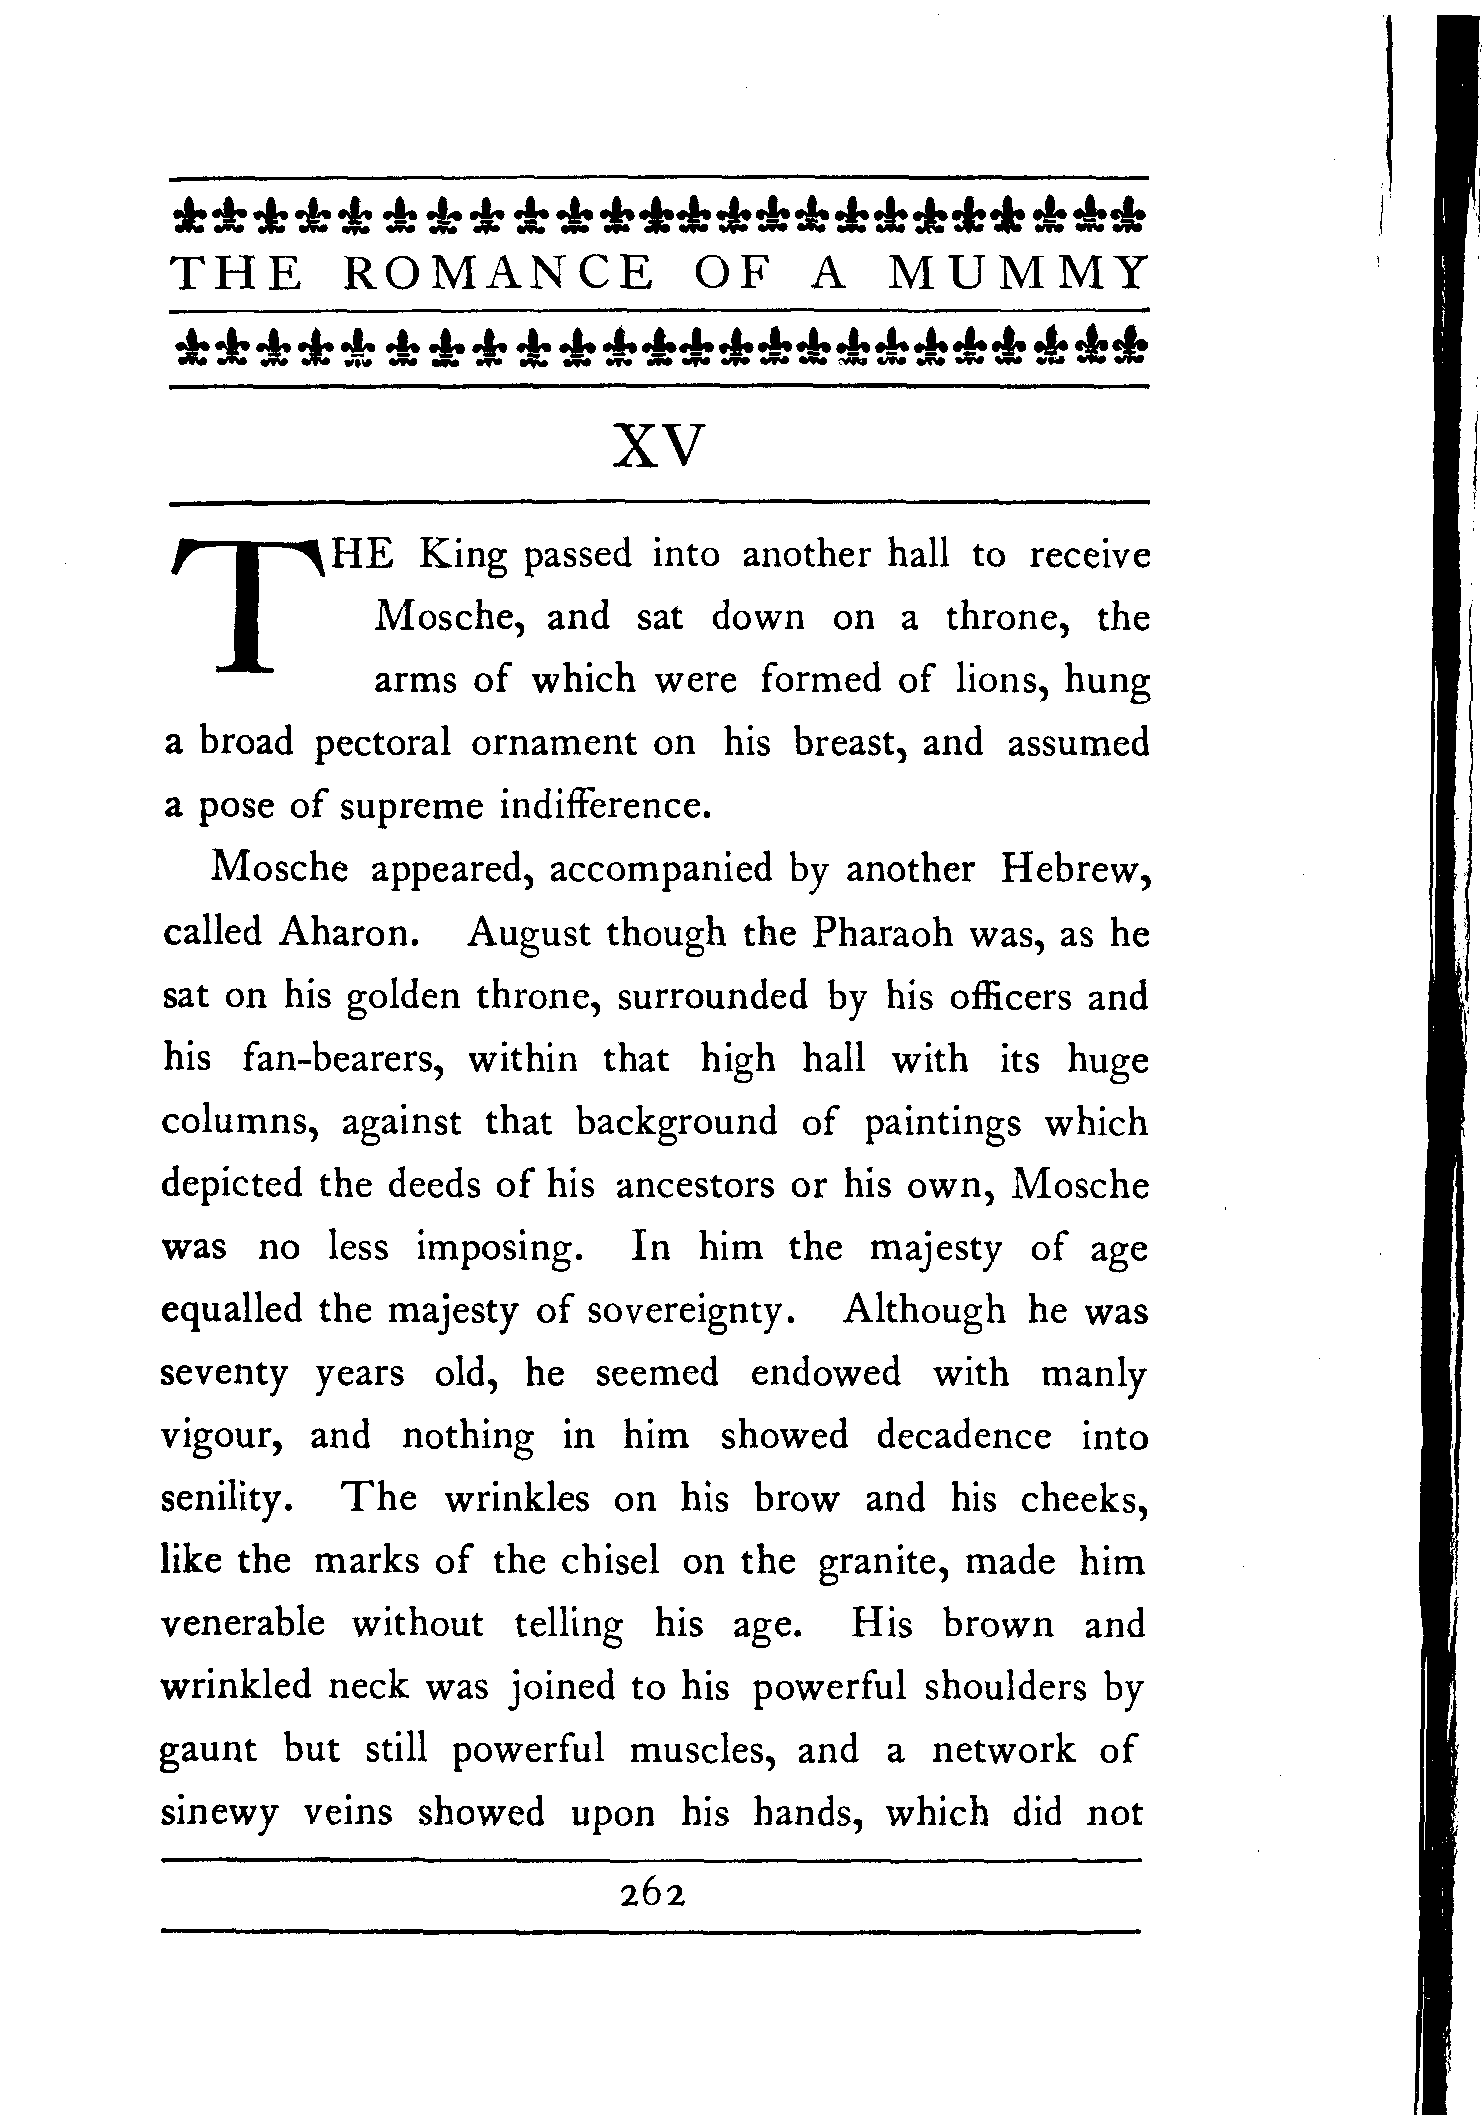 THE ROMANCE OF A MUMMY
XV
THE King passed into another hall to receive
Mosche, and sat down on a throne, the
arms of which were formed of lions, hung
a broad pectoral ornament on his breast, and assumed
a pose of supreme indifference.
Mosche appeared, accompanied by another Hebrew,
called Aharon. August though the Pharaoh was, as he
sat on his golden throne, surrounded by his officers and
his fan-bearers, within that high hall with its huge
columns, against that background of paintings which
depicted the deeds of his ancestors or his own, Mosche
was no less imposing. In him the majesty of age
equalled the majesty of sovereignty. Although he was
seventy years old, he seemed endowed with manly
vigour, and nothing in him showed decadence into
senility. The wrinkles on his brow and his cheeks,
like the marks of the chisel on the granite, made him
venerable without telling his age. His brown and
wrinkled neck was joined to his powerful shoulders by
gaunt but still powerful muscles, and a network of
sinewy veins showed upon his hands, which did not
262